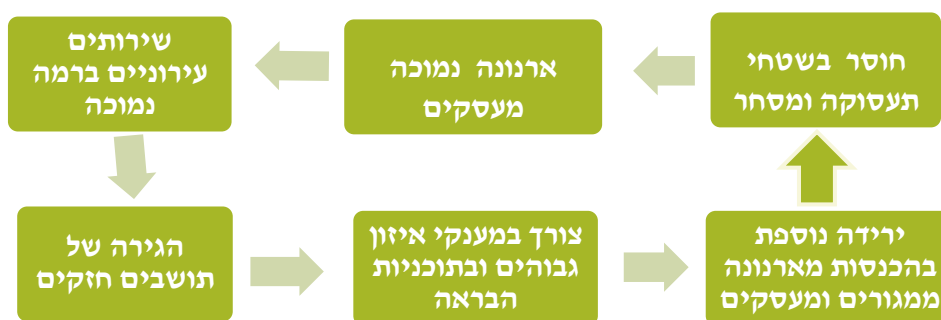 חוסר בשטחי
תעסוקה ומסחר
ארנונה נמוכה
מעסקים
שירותים
עירוניים ברמה
נמוכה
הגירה של
תושבים חזקים
צורך במענקי איזון
גבוהים ובתוכניות
הבראה
ירידה נוספת
בהכנסות מארנונה
ממגורים ומעסקים